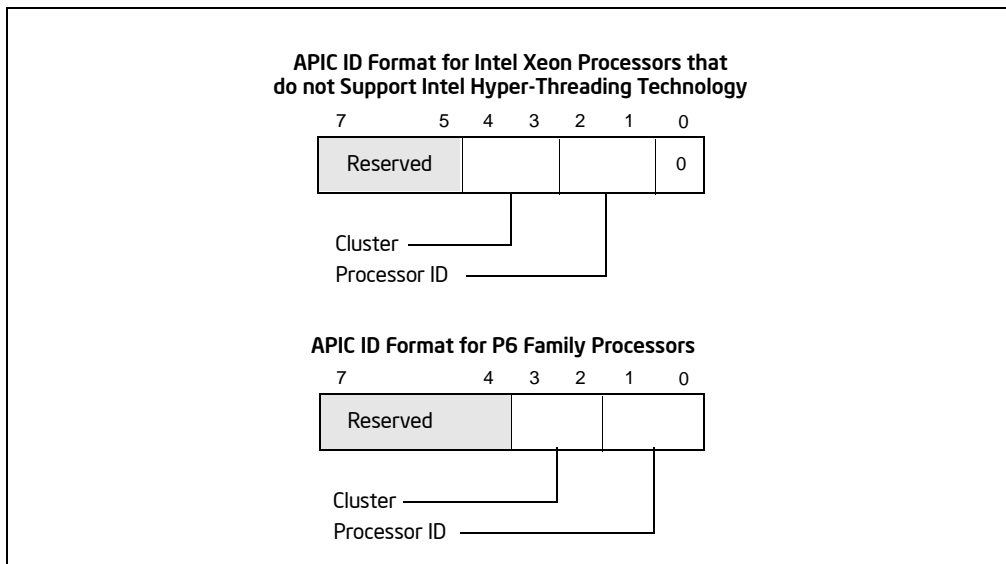 APIC ID Format for Intel Xeon Processors that
do not Support Intel Hyper-Threading Technology
7 5 4 3 2 1 0
Reserved 0
Cluster
Processor ID
APIC ID Format for P6 Family Processors
7 4 3 2 1 0
Reserved
Cluster
Processor ID